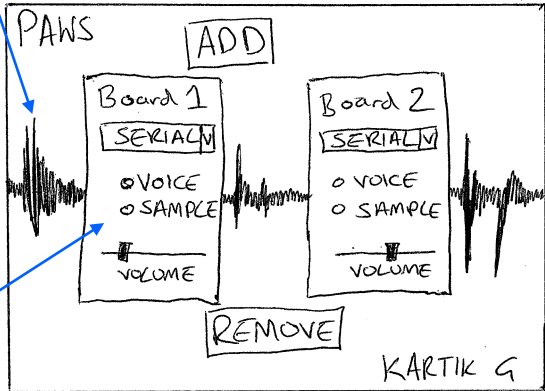 PAWS
ADD
Board 1
SERIAL V
VOICE
SAMPLE
VOLUME
Board 2
SERIAL V
VOICE
SAMPLE
VOLUME
REMOVE
KARTIK G